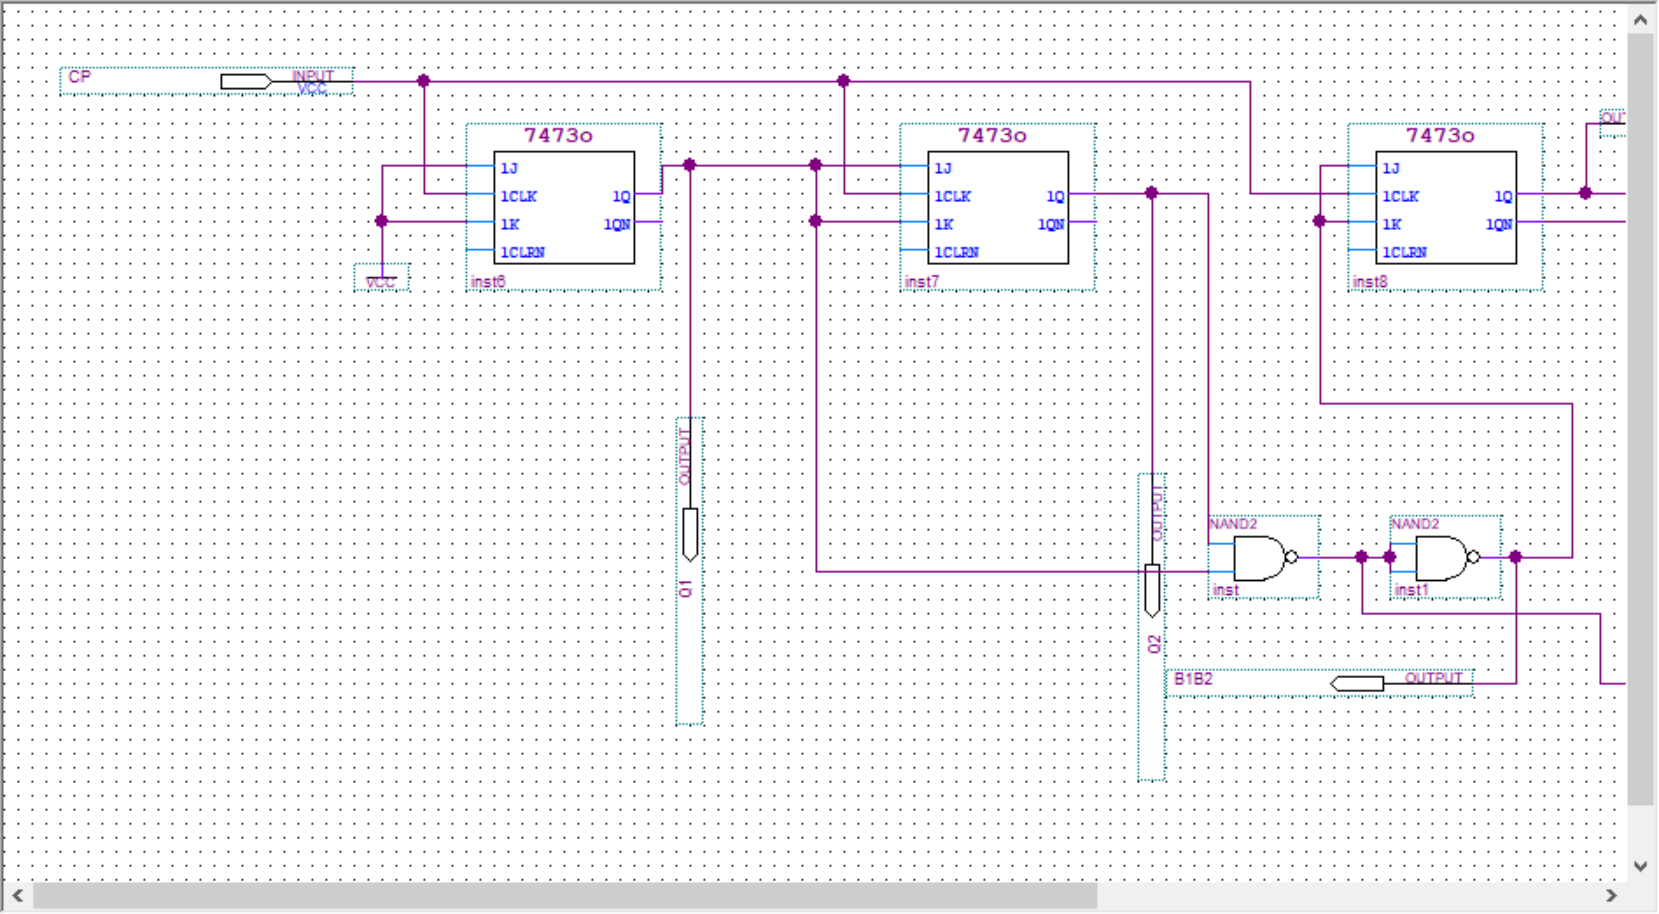 CP
INPUT
VCC
7473o
1J
1CLK
1K
1CLRN
1Q
1QN
inst6
VCC
7473o
1J
1CLK
1K
1CLRN
1Q
1QN
inst7
7473o
1J
1CLK
1K
1CLRN
1Q
1QN
inst8
OUT
OUTPUT
Q1
OUTPUT
Q2
NAND2
inst
NAND2
inst1
B1B2
OUTPUT